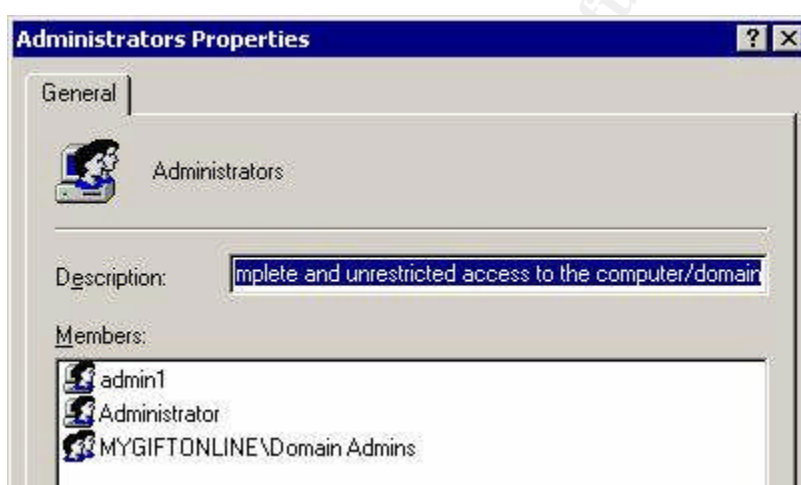 Administrators Properties
General
Administrators
Description: mplete and unrestricted access to the computer/domain
Members:
admin1
Administrator
MYGIFTONLINE\Domain Admins